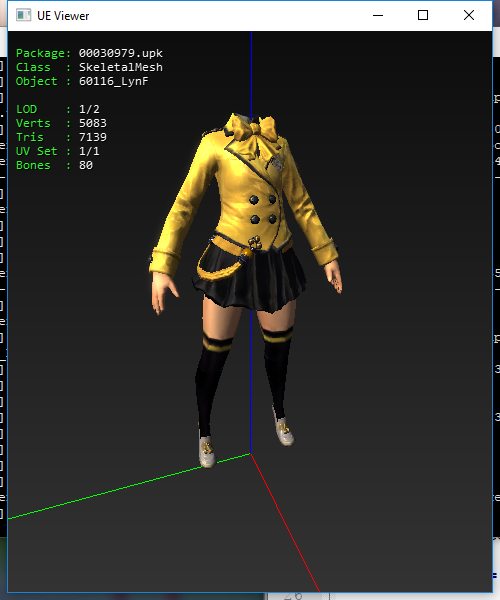 UE Viewer
Package: 00030979.upk
Class : SkeletalMesh
Object : 60116_LynF
LOD : 1/2
Verts : 5083
Tris : 7139
UV Set : 1/1
Bones : 80